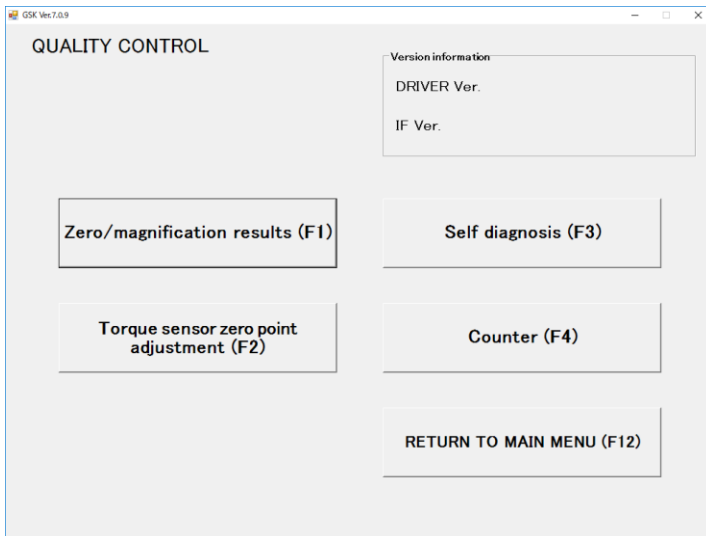 GSK Ver.7.0.9
QUALITY CONTROL
Version information
DRIVER Ver.
IF Ver.
Zero/magnification results (F1)
Self diagnosis (F3)
Torque sensor zero point
adjustment (F2)
Counter (F4)
RETURN TO MAIN MENU (F12)